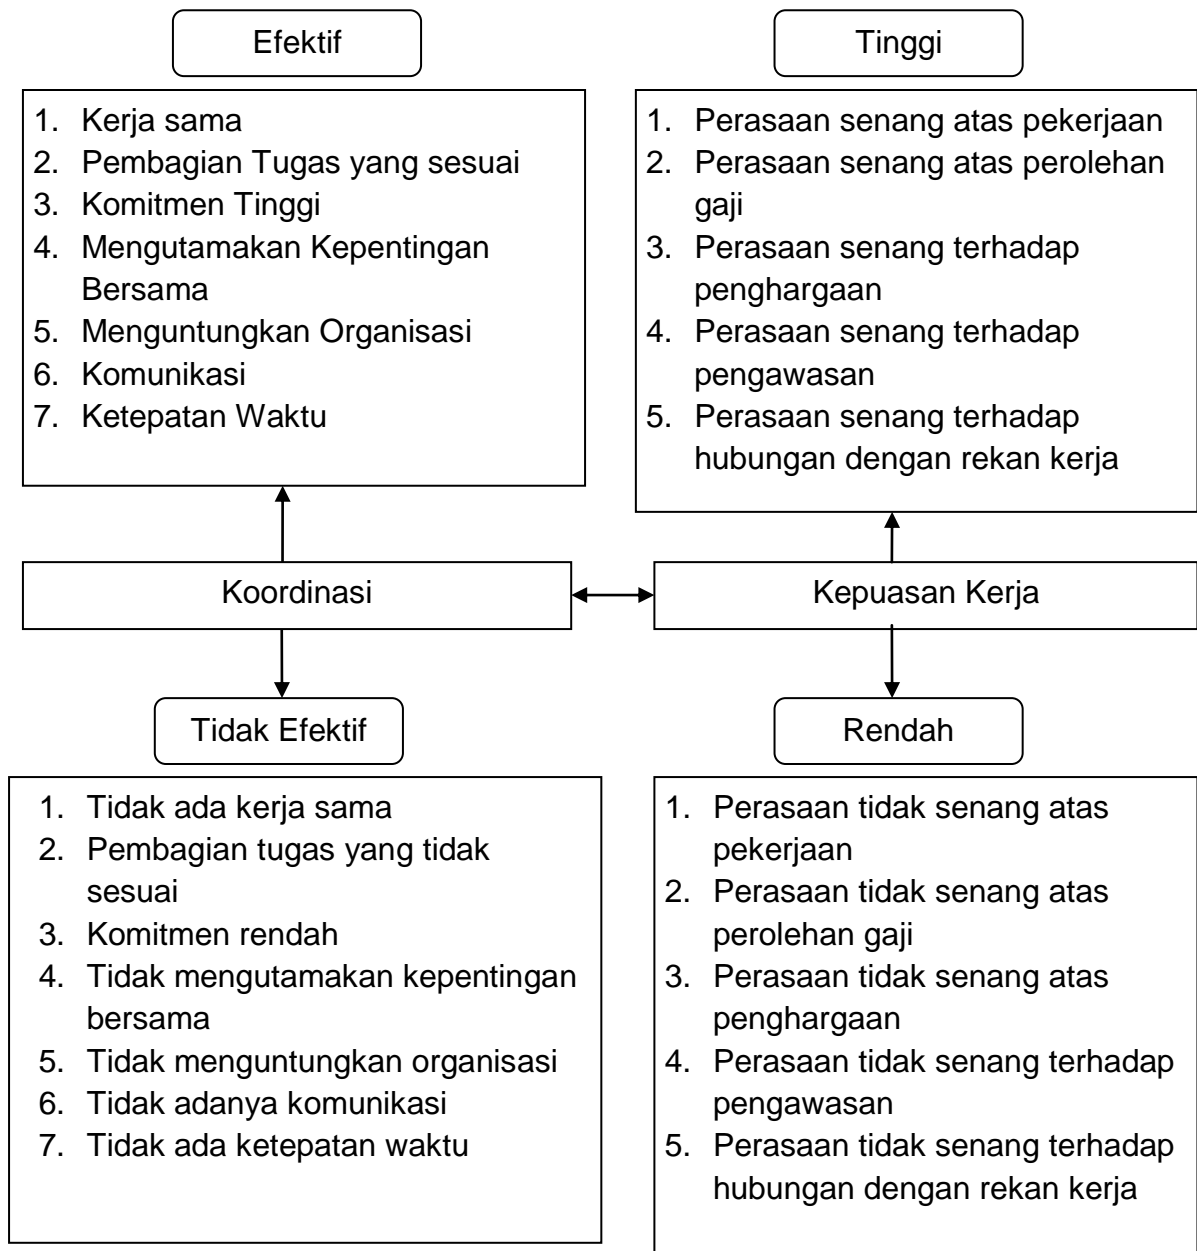 Efektif
1. Kerja sama
2. Pembagian Tugas yang sesuai
3. Komitmen Tinggi
4. Mengutamakan Kepentingan
Bersama
5. Menguntungkan Organisasi
6. Komunikasi
7. Ketepatan Waktu
Tinggi
1. Perasaan senang atas pekerjaan
2. Perasaan senang atas perolehan
gaji
3. Perasaan senang terhadap
penghargaan
4. Perasaan senang terhadap
pengawasan
5. Perasaan senang terhadap
hubungan dengan rekan kerja
Koordinasi
Kepuasan Kerja
Tidak Efektif
1. Tidak ada kerja sama
2. Pembagian tugas yang tidak
sesuai
3. Komitmen rendah
4. Tidak mengutamakan kepentingan
bersama
5. Tidak menguntungkan organisasi
6. Tidak adanya komunikasi
7. Tidak ada ketepatan waktu
Rendah
1. Perasaan tidak senang atas
pekerjaan
2. Perasaan tidak senang atas
perolehan gaji
3. Perasaan tidak senang atas
penghargaan
4. Perasaan tidak senang terhadap
pengawasan
5. Perasaan tidak senang terhadap
hubungan dengan rekan kerja